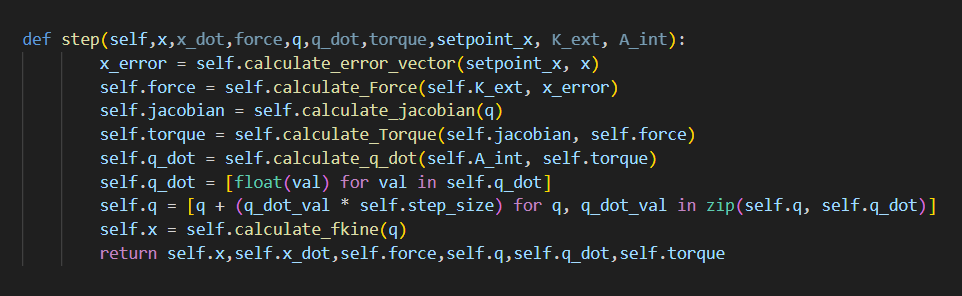 def step(self,x,x_dot,force,q,q_dot,torque,setpoint_x, K_ext, A_int):
x_error = self.calculate_error_vector(setpoint_x, x)
self.force = self.calculate_Force(self.K_ext, x_error)
self.jacobian = self.calculate_jacobian(q)
self.torque = self.calculate_Torque(self.jacobian, self.force)
self.q_dot = self.calculate_q_dot(self.A_int, self.torque)
self.q_dot = [float(val) for val in self.q_dot]
self.q = [q + (q_dot_val * self.step_size) for q, q_dot_val in zip(self.q, self.q_dot)]
self.x = self.calculate_fkine(q)
return self.x,self.x_dot,self.force,self.q,self.q_dot,self.torque